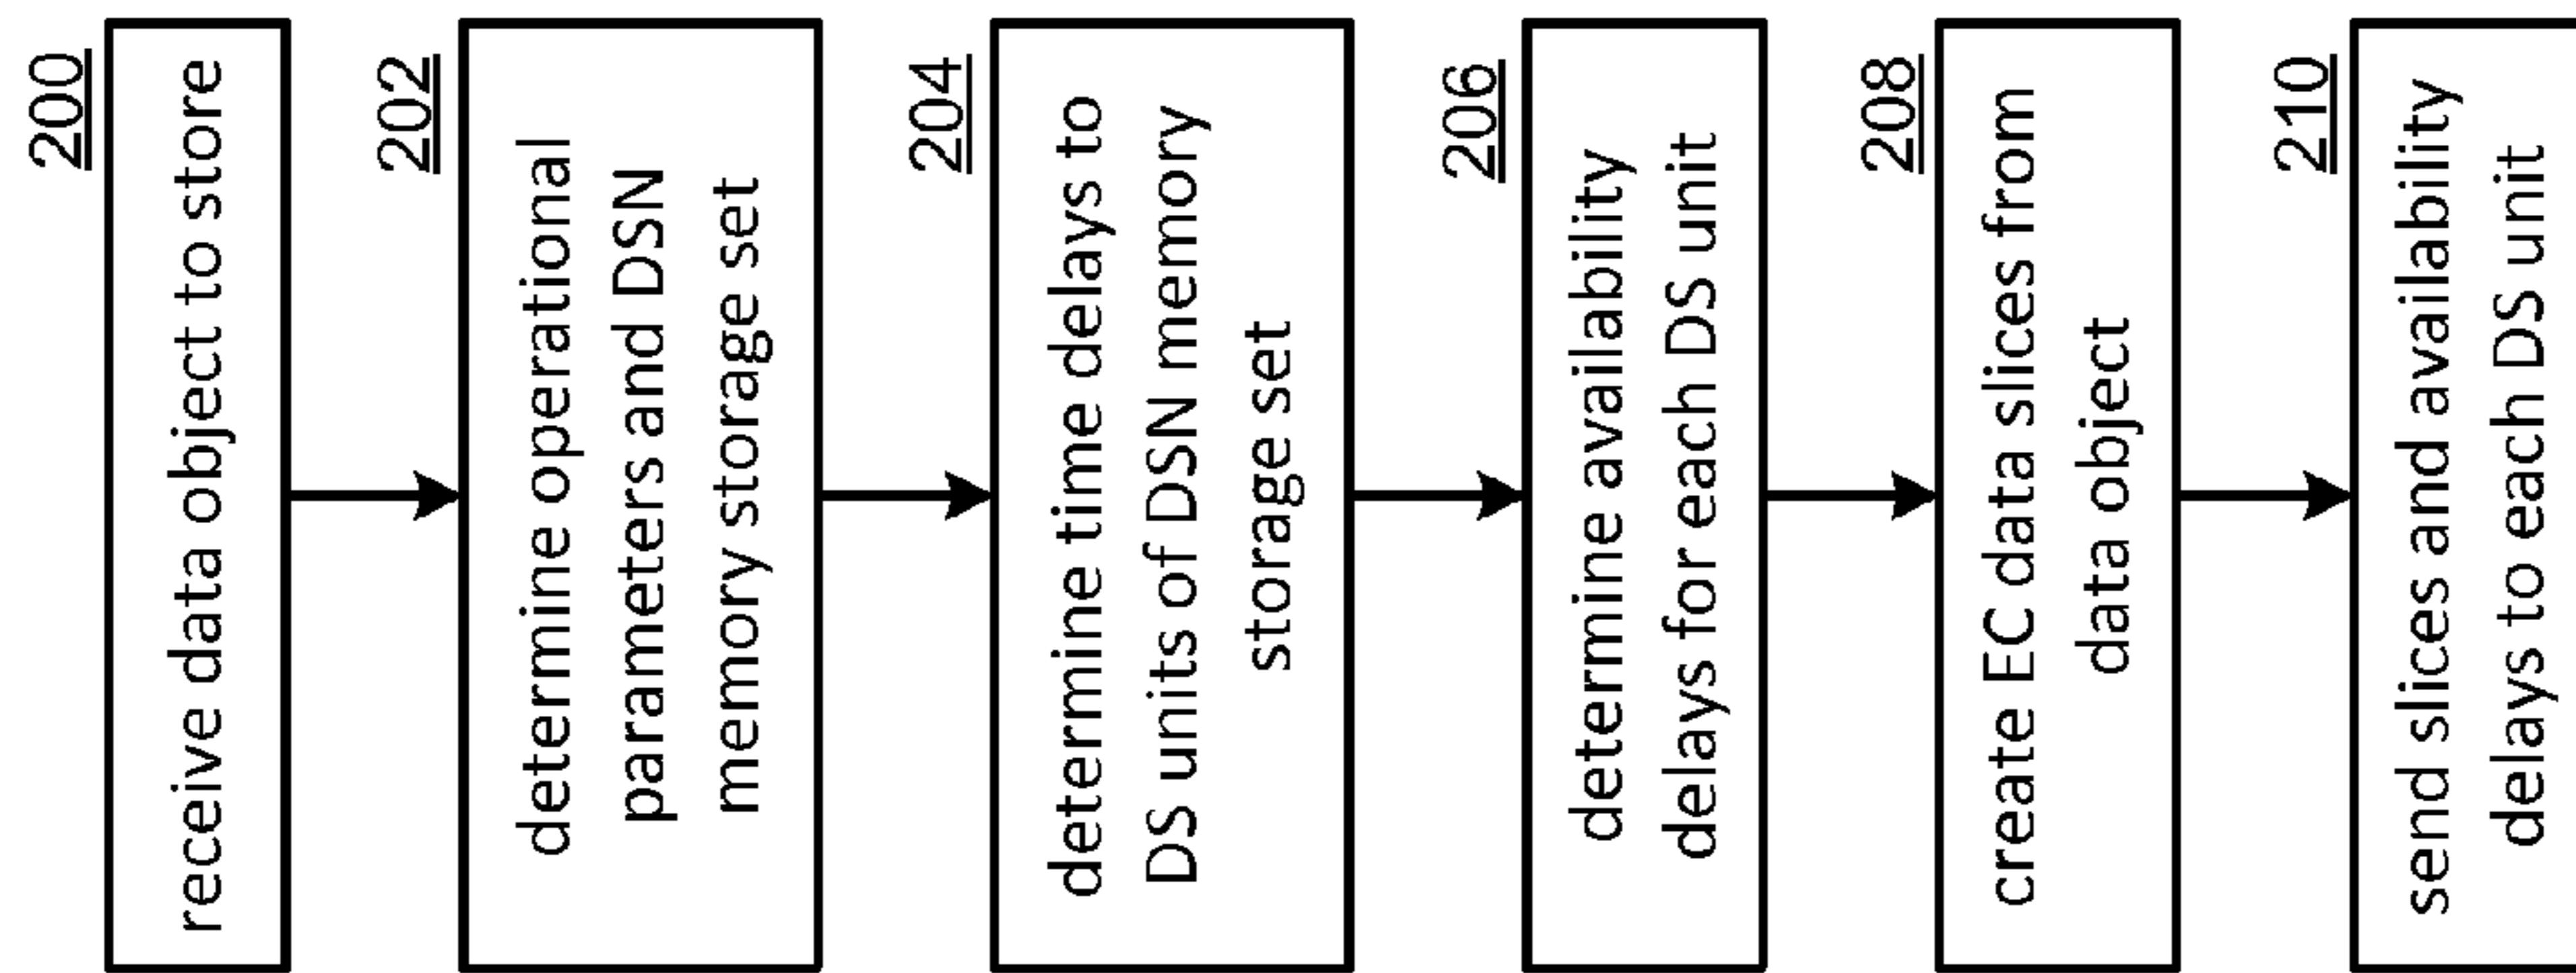 200
receive data object to store
202
determine operational
parameters and DSN
memory storage set
204
determine time delays to
DS units of DSN memory
storage set
206
determine availability
delays for each DS unit
208
create EC data slices from
data object
210
send slices and availability
delays to each DS unit